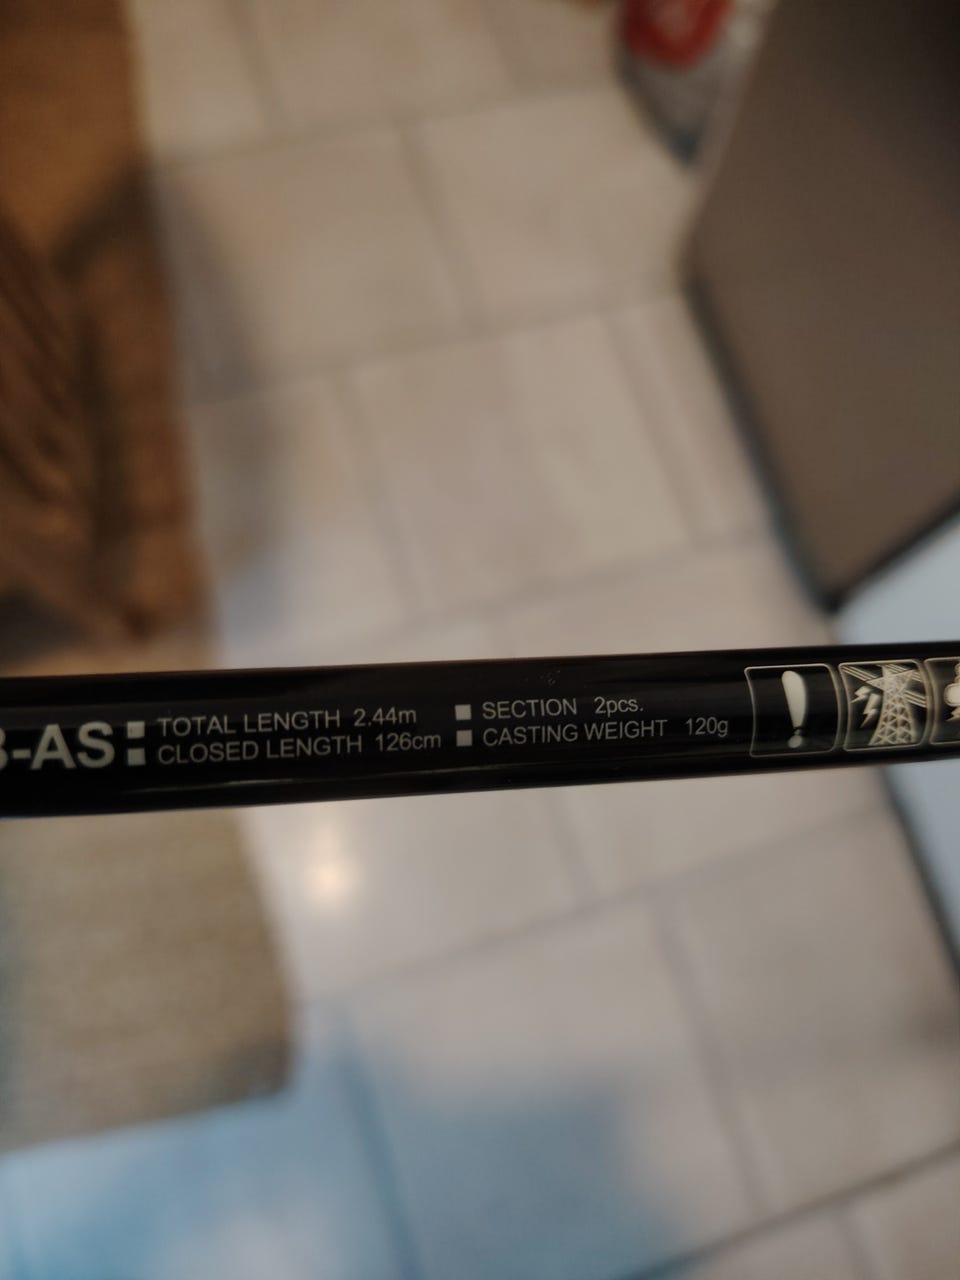 -AS
TOTAL LENGTH 2.44m
CLOSED LENGTH 126cm
SECTION 2pcs.
CASTING WEIGHT 120g